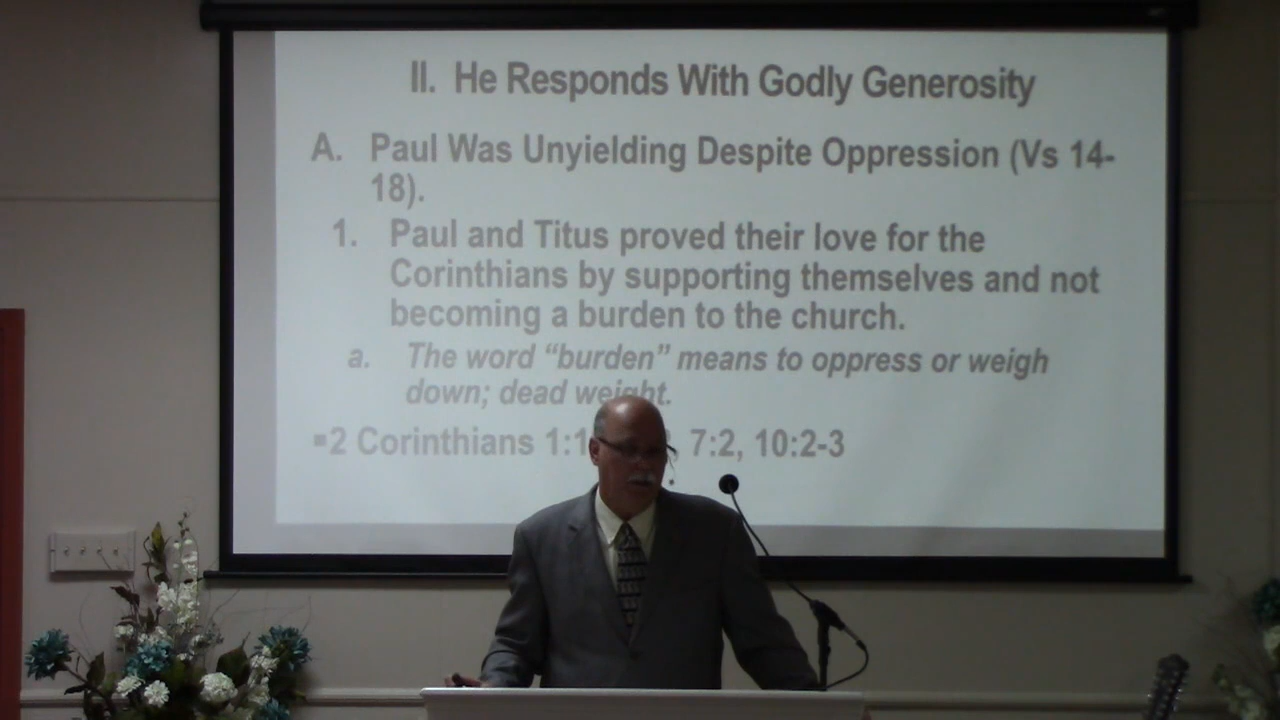 II. He Responds With Godly Generosity
A. Paul Was Unyielding Despite Oppression (Vs 14-
18).
1. Paul and Titus proved their love for the
Corinthians by supporting themselves and not
becoming a burden to the church.
a. The word “burden” means to oppress or weigh
down; dead weight.
▪2 Corinthians 1:1 7:2, 10:2-3